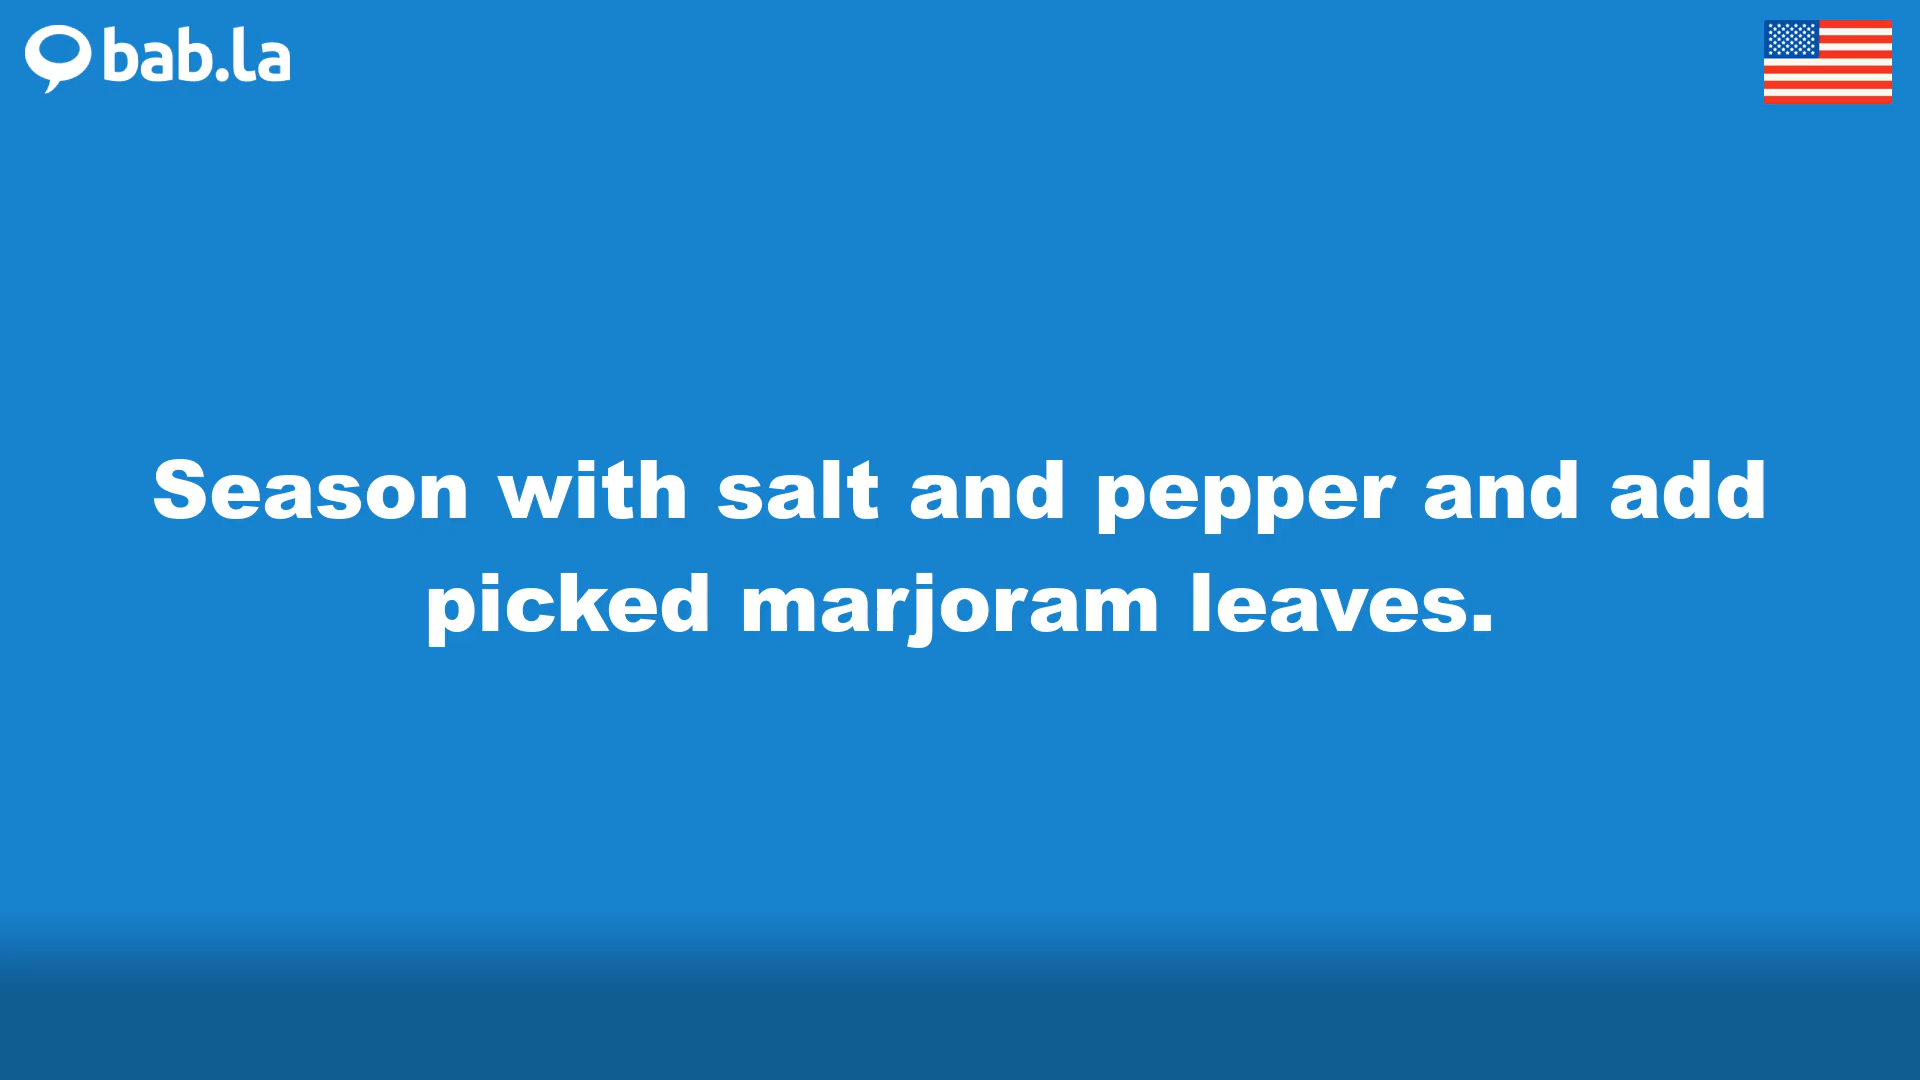 bab.la
Season with salt and pepper and add
picked marjoram leaves.